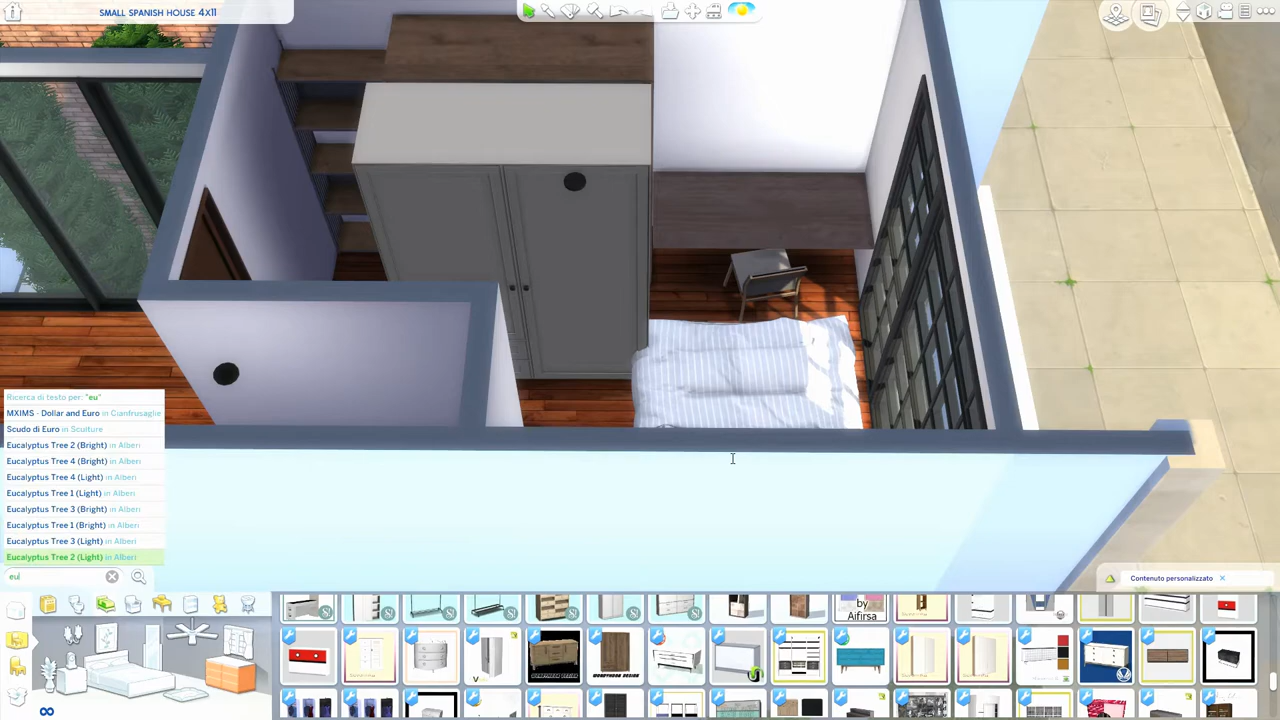 SMALL SPANISH HOUSE 4X11
Ricerca di testo per: "eu"
MXIMS - Dollar and Euro in Cianfrusaglie
Scudo di Euro in Sculture
Eucalyptus Tree 2 (Bright) in Alberi
Eucalyptus Tree 4 (Bright) in Alberi
Eucalyptus Tree 4 (Light) in Alberi
Eucalyptus Tree 1 (Light) in Alberi
Eucalyptus Tree 3 (Bright) in Alberi
Eucalyptus Tree 1 (Bright) in Alberi
Eucalyptus Tree 3 (Light) in Alberi
Eucalyptus Tree 2 (Light) in Alberi
eu
Contenuto personalizzato
by
Aifirsa
V